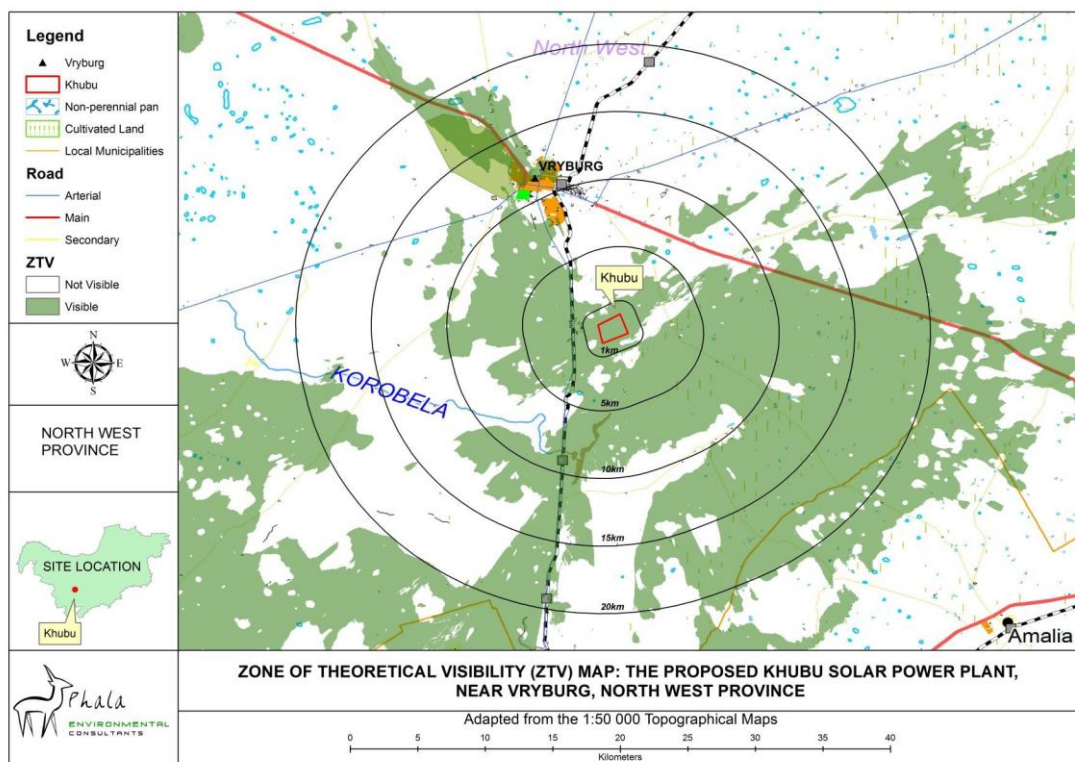 Legend
Vryburg
Khubu
Non-perennial pan
Cultivated Land
Local Municipalities
Road
Arterial
Main
Secondary
ZTV
Not Visible
Visible
N
W E
S
NORTH WEST
PROVINCE
SITE LOCATION
Khubu
Phala
ENVIRONMENTAL
CONSULTANTS
North West
VRYBURG
Khubu
1km
5km
KOROBELA
10km
15km
20km
Amalia
ZONE OF THEORETICAL VISIBILITY (ZTV) MAP: THE PROPOSED KHUBU SOLAR POWER PLANT,
NEAR VRYBURG, NORTH WEST PROVINCE
Adapted from the 1:50 000 Topographical Maps
0 5 10 15 20 25 30 35 40
Kilometers